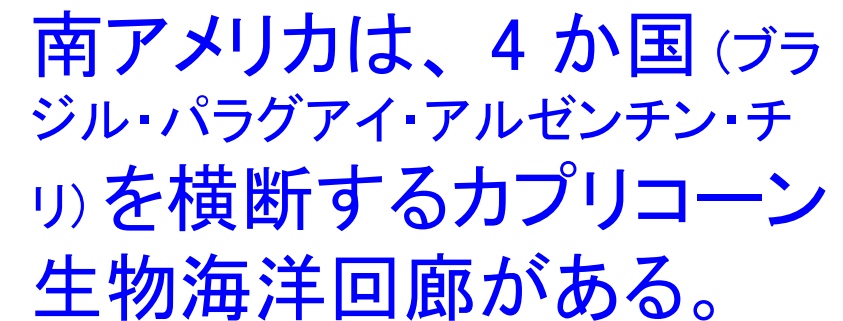 南アメリカは、4 か国 (ブラ
ジル・パラグアイ・アルゼンチン・チ
リ) を横断するカプリコーン
生物海洋回廊がある。